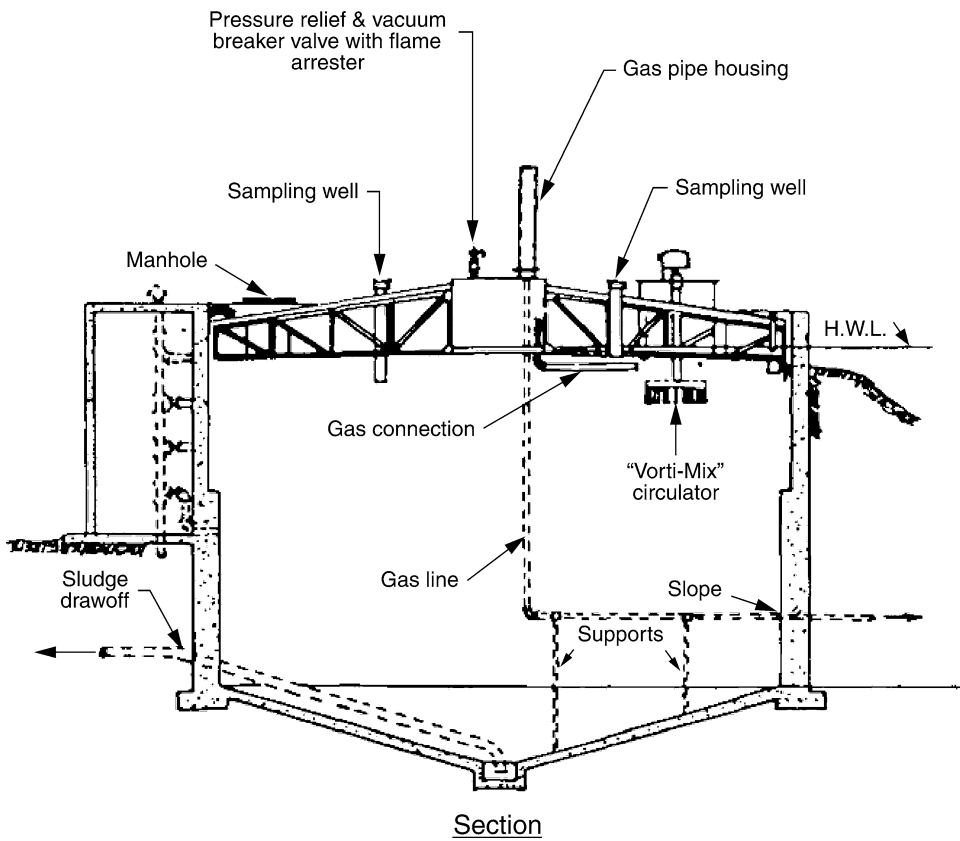 Pressure relief & vacuum
breaker valve with flame
arrester
Gas pipe housing
Sampling well
Sampling well
Manhole
H.W.L.
Gas connection
“Vorti-Mix”
circulator
Gas line
Sludge
drawoff
Slope
Supports
Section